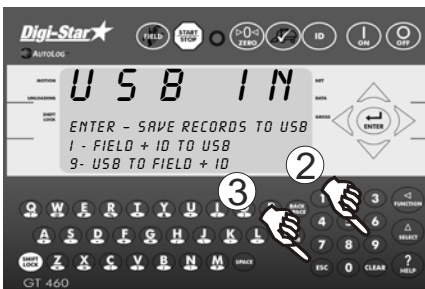 Digi-Star
AUTOLOG
FIELD
START STOP
>0< ZERO
ID
ON
OFF
MOTION
UNLOADING
SHIFT LOCK
NET
DATA
GROSS
USB IN
ENTER - SAVE RECORDS TO USB
1 - FIELD + ID TO USB
9- USB TO FIELD + ID
ENTER
2
3
Q W E R T Y U I
BACK SPACE
1 3
FUNCTION
A S D F G H J K L
4 6
SELECT
7 8 9
SHIFT LOCK
Z X C V B N M
SPACE
ESC
0
CLEAR
? HELP
GT 460